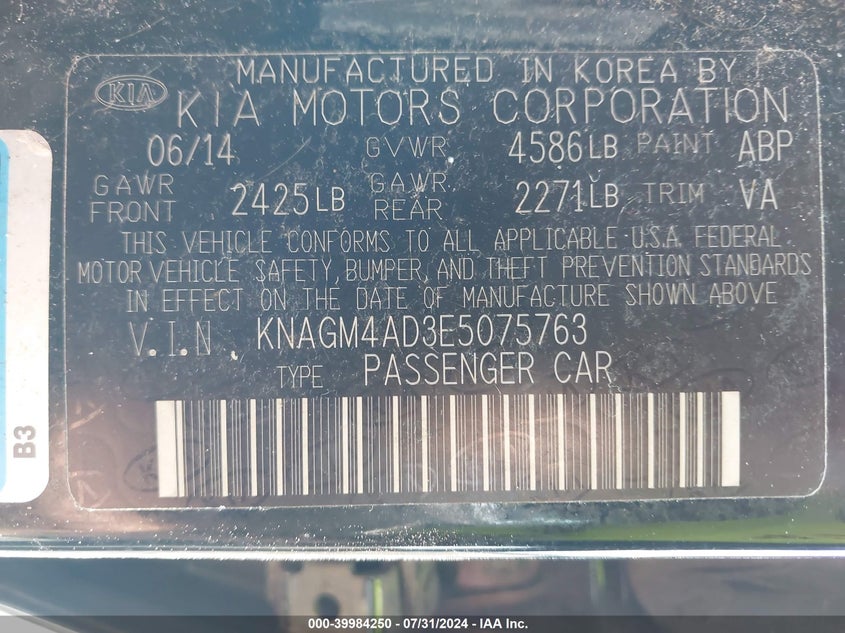 MANUFACTURED IN KOREA BY
KIA KIA MOTORS CORPORATION
06/14 GVWR 4586LB PAINT ABP
GAWR FRONT 2425LB GAWR REAR 2271LB TRIM VA
THIS VEHICLE CONFORMS TO ALL APPLICABLE U.S.A. FEDERAL
MOTOR VEHICLE SAFETY, BUMPER, AND THEFT PREVENTION STANDARDS
IN EFFECT ON THE DATE OF MANUFACTURE SHOWN ABOVE
V.I.N. KNAGM4AD3E5075763
TYPE PASSENGER CAR
B3
000-39984250 - 07/31/2024 - IAA Inc.